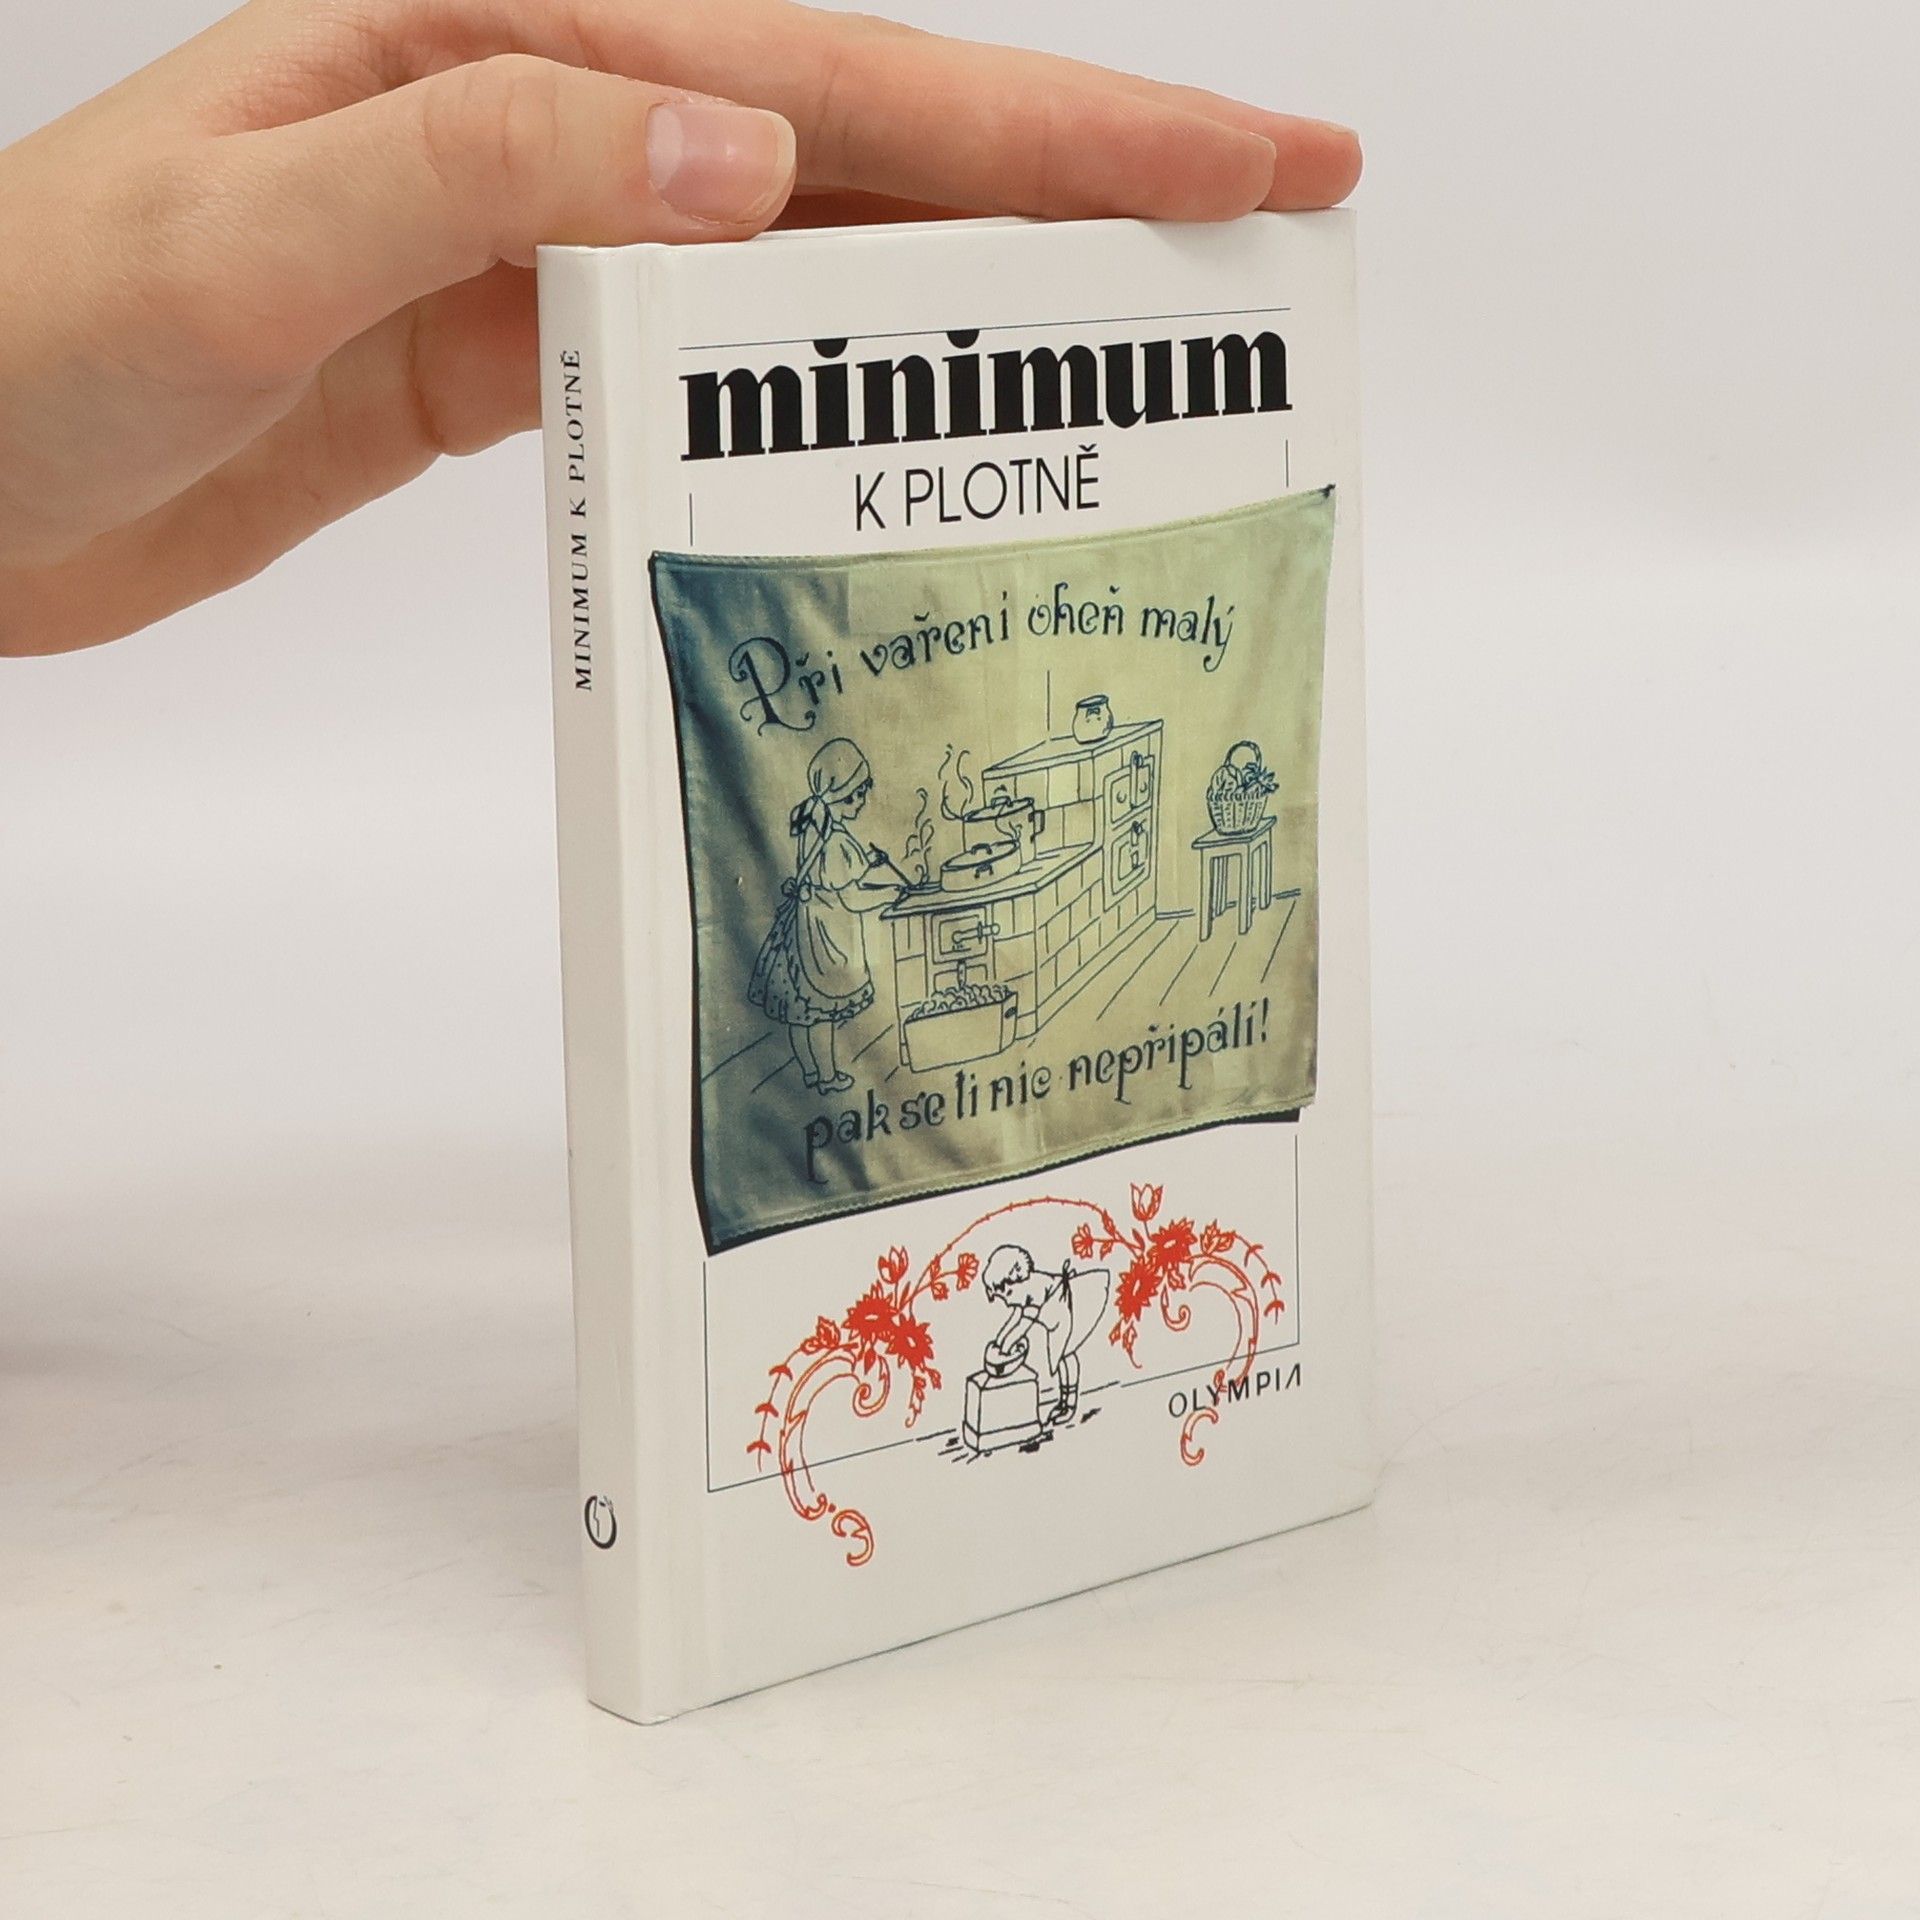 MINIMUM K PLOTNĚ
minimum
K PLOTNĚ
Při vaření oheň malý
pak se ti nic nepřipálí!
OLYMPIA